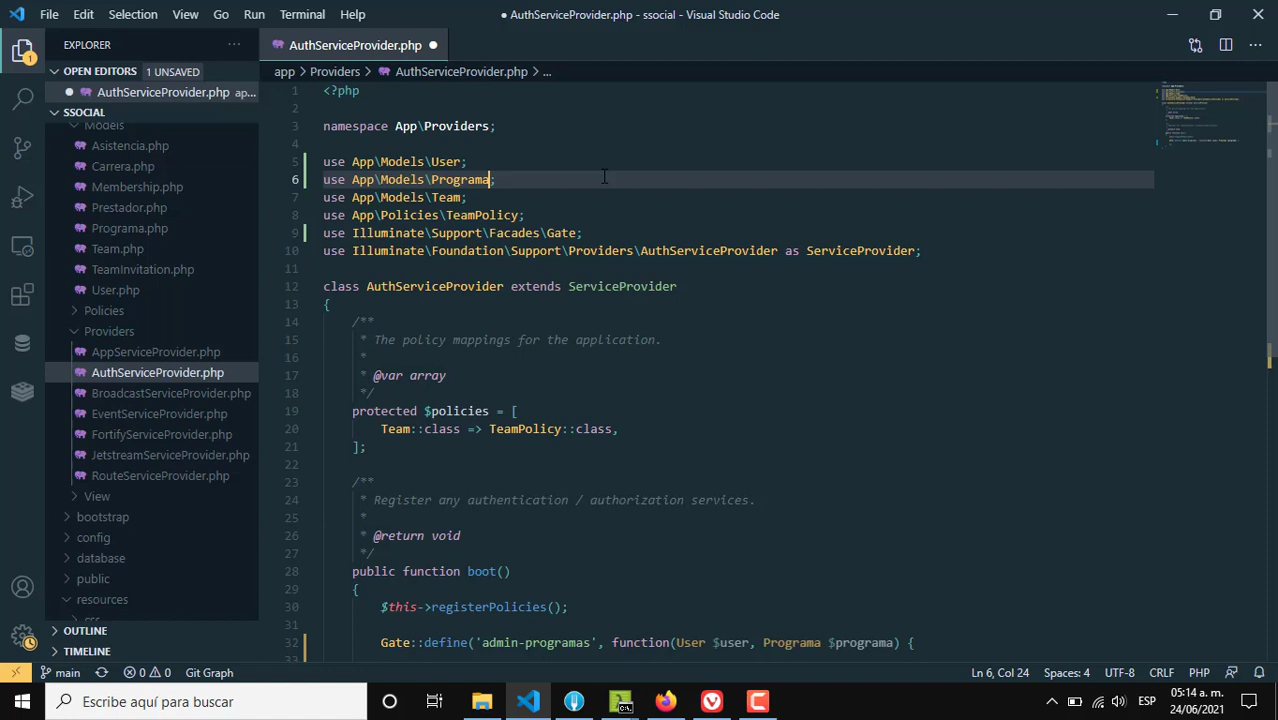 File Edit Selection View Go Run Terminal Help
● AuthServiceProvider.php - ssocial - Visual Studio Code
EXPLORER
OPEN EDITORS 1 UNSAVED
AuthServiceProvider.php ap...
SSOCIAL
Models
Asistencia.php
Carrera.php
Membership.php
Prestador.php
Programa.php
Team.php
TeamInvitation.php
User.php
Policies
Providers
AppServiceProvider.php
AuthServiceProvider.php
BroadcastServiceProvider.php
EventServiceProvider.php
FortifyServiceProvider.php
JetstreamServiceProvider.php
RouteServiceProvider.php
View
bootstrap
config
database
public
resources
css
OUTLINE
TIMELINE
1
AuthServiceProvider.php
app > Providers > AuthServiceProvider.php > ...
1 <?php
2
3 namespace App\Providers;
4
5 use App\Models\User;
6 use App\Models\Programa;
7 use App\Models\Team;
8 use App\Policies\TeamPolicy;
9 use Illuminate\Support\Facades\Gate;
10 use Illuminate\Foundation\Support\Providers\AuthServiceProvider as ServiceProvider;
11
12 class AuthServiceProvider extends ServiceProvider
13 {
14 /**
15 * The policy mappings for the application.
16 *
17 * @var array
18 */
19 protected $policies = [
20 Team::class => TeamPolicy::class,
21 ];
22
23 /**
24 * Register any authentication / authorization services.
25 *
26 * @return void
27 */
28 public function boot()
29 {
30 $this->registerPolicies();
31
32 Gate::define('admin-programas', function(User $user, Programa $programa) {
33
main 0 0 Git Graph
Ln 6, Col 24 Spaces: 4 UTF-8 CRLF PHP
Escribe aquí para buscar
ESP
05:14 a. m.
24/06/2021